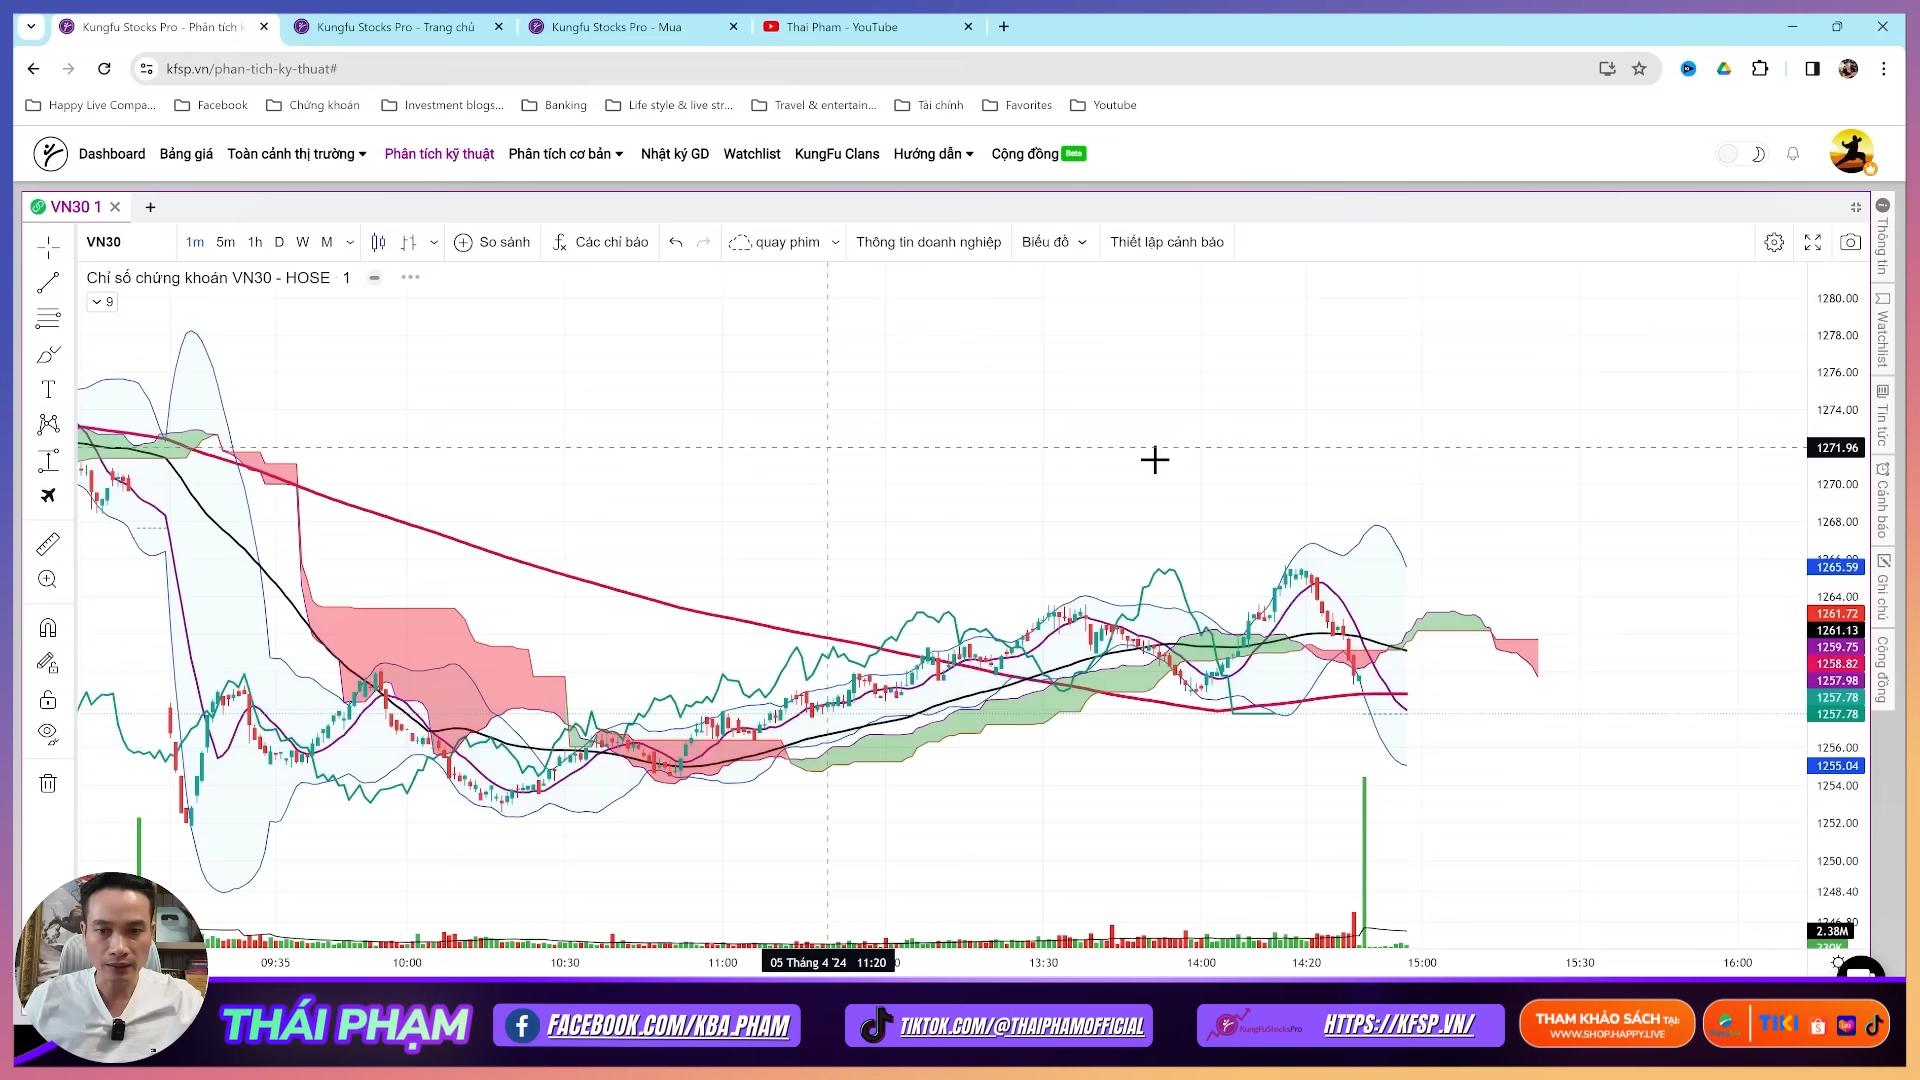 Kungfu Stocks Pro - Phân tích k
Kungfu Stocks Pro - Trang chủ
Kungfu Stocks Pro - Mua
Thai Pham - YouTube
kfsp.vn/phan-tich-ky-thuat#
Happy Live Compa...
Facebook
Chứng khoán
Investment blogs...
Banking
Life style & live str...
Travel & entertain...
Tài chính
Favorites
Youtube
Dashboard
Bảng giá
Toàn cảnh thị trường
Phân tích kỹ thuật
Phân tích cơ bản
Nhật ký GD
Watchlist
KungFu Clans
Hướng dẫn
Cộng đồng
Beta
VN30 1
VN30
1m
5m
1h
D
W
M
So sánh
Các chỉ báo
quay phim
Thông tin doanh nghiệp
Biểu đồ
Thiết lập cảnh báo
Chỉ số chứng khoán VN30 - HOSE · 1
9
1280.00
1278.00
1276.00
1274.00
1271.96
1270.00
1268.00
1266.00
1265.59
1264.00
1261.72
1261.13
1259.75
1258.82
1257.98
1257.78
1257.78
1256.00
1255.04
1254.00
1252.00
1250.00
1248.40
1246.80
2.38M
Thông tin
Watchlist
Tin tức
Cảnh báo
Ghi chú
Cộng đồng
09:35
10:00
10:30
11:00
05 Tháng 4 '24 11:20
13:30
14:00
14:20
15:00
15:30
16:00
THÁI PHẠM
FACEBOOK.COM/KBA.PHAM
TIKTOK.COM/@THAIPHAMOFFICIAL
KungFuStocksPro
HTTPS://KFSP.VN/
THAM KHẢO SÁCH TẠI:
WWW.SHOP.HAPPY.LIVE
TIKI